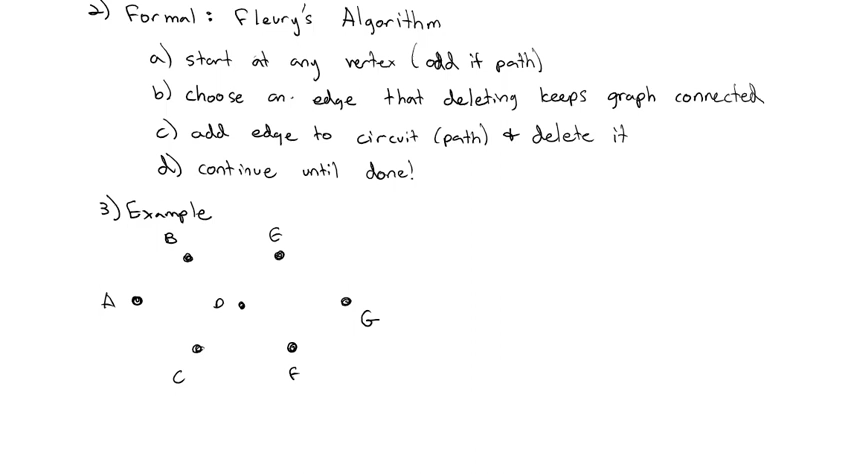 2) Formal: Fleury's Algorithm
a) start at any vertex (odd if path)
b) choose an edge that deleting keeps graph connected
c) add edge to circuit (path) & delete it
d) continue until done!
3) Example
B E
A D G
C F